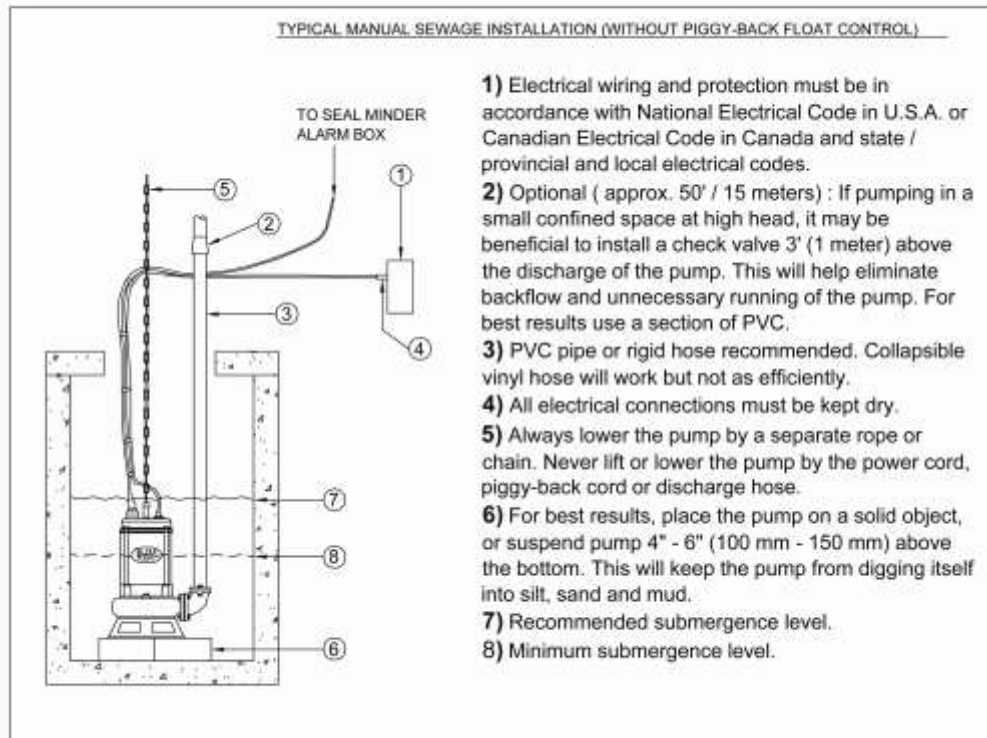 TYPICAL MANUAL SEWAGE INSTALLATION (WITHOUT PIGGY-BACK FLOAT CONTROL)
TO SEAL MINDER
ALARM BOX
1
5
2
3
4
7
8
6
1) Electrical wiring and protection must be in
accordance with National Electrical Code in U.S.A. or
Canadian Electrical Code in Canada and state /
provincial and local electrical codes.
2) Optional ( approx. 50' / 15 meters) : If pumping in a
small confined space at high head, it may be
beneficial to install a check valve 3' (1 meter) above
the discharge of the pump. This will help eliminate
backflow and unnecessary running of the pump. For
best results use a section of PVC.
3) PVC pipe or rigid hose recommended. Collapsible
vinyl hose will work but not as efficiently.
4) All electrical connections must be kept dry.
5) Always lower the pump by a separate rope or
chain. Never lift or lower the pump by the power cord,
piggy-back cord or discharge hose.
6) For best results, place the pump on a solid object,
or suspend pump 4" - 6" (100 mm - 150 mm) above
the bottom. This will keep the pump from digging itself
into silt, sand and mud.
7) Recommended submergence level.
8) Minimum submergence level.